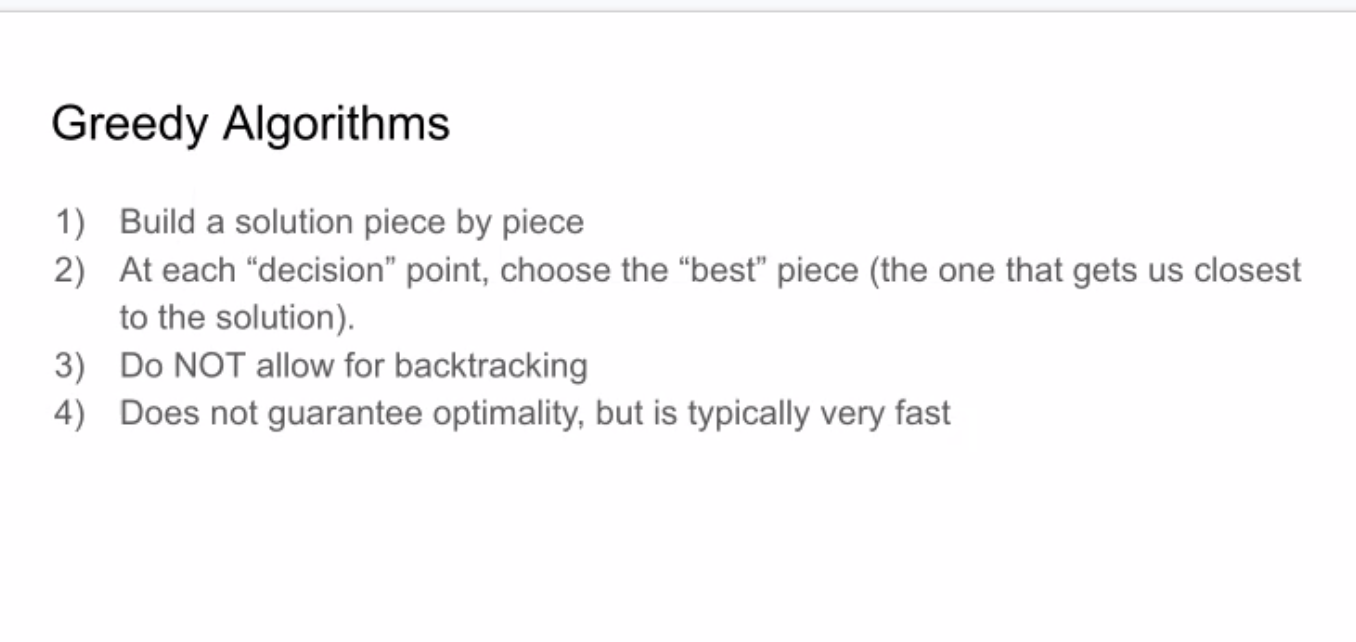 Greedy Algorithms
1) Build a solution piece by piece
2) At each “decision” point, choose the “best” piece (the one that gets us closest
to the solution).
3) Do NOT allow for backtracking
4) Does not guarantee optimality, but is typically very fast